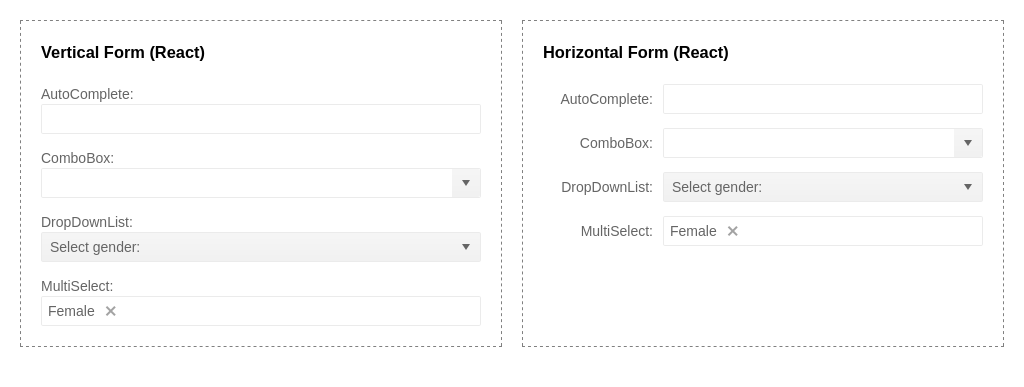 Vertical Form (React)
AutoComplete:
ComboBox:
DropDownList:
Select gender:
MultiSelect:
Female
Horizontal Form (React)
AutoComplete:
ComboBox:
DropDownList: Select gender:
MultiSelect: Female